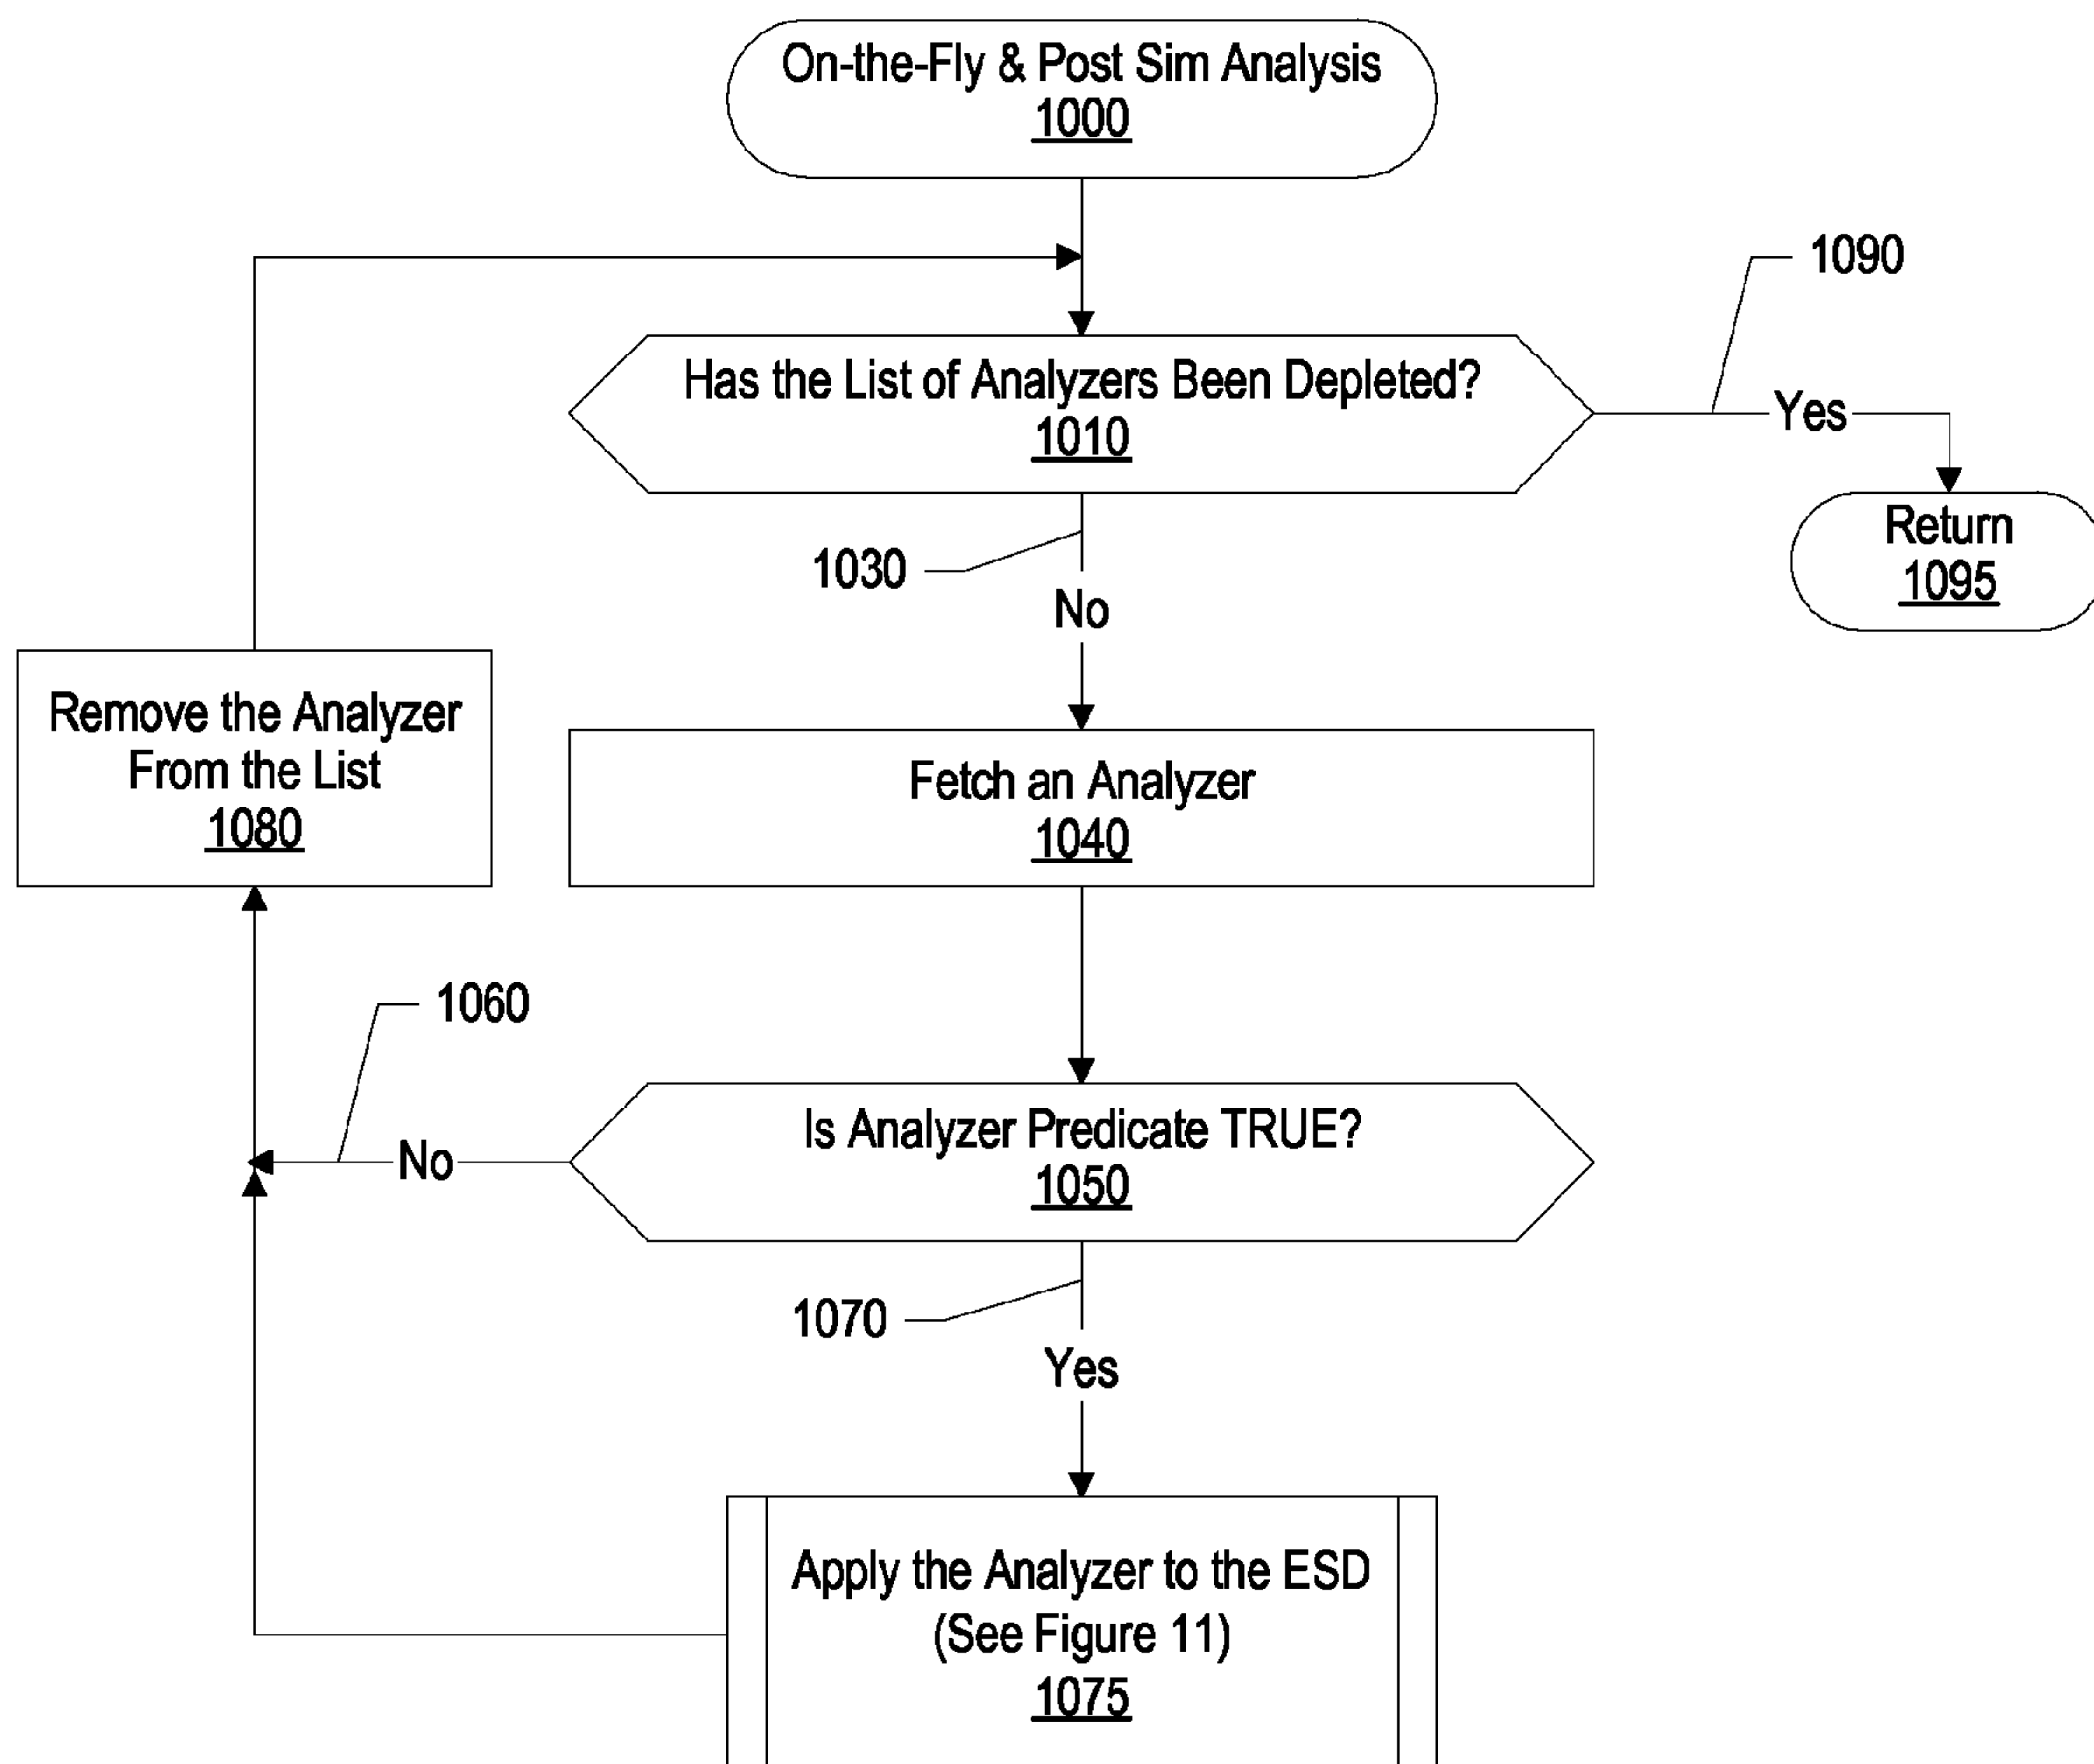 On-the-Fly & Post Sim Analysis
1000
1090
Has the List of Analyzers Been Depleted?
1010
Yes
Return
1095
1030
No
Remove the Analyzer
From the List
1080
Fetch an Analyzer
1040
1060
Is Analyzer Predicate TRUE?
1050
No
1070
Yes
Apply the Analyzer to the ESD
(See Figure 11)
1075